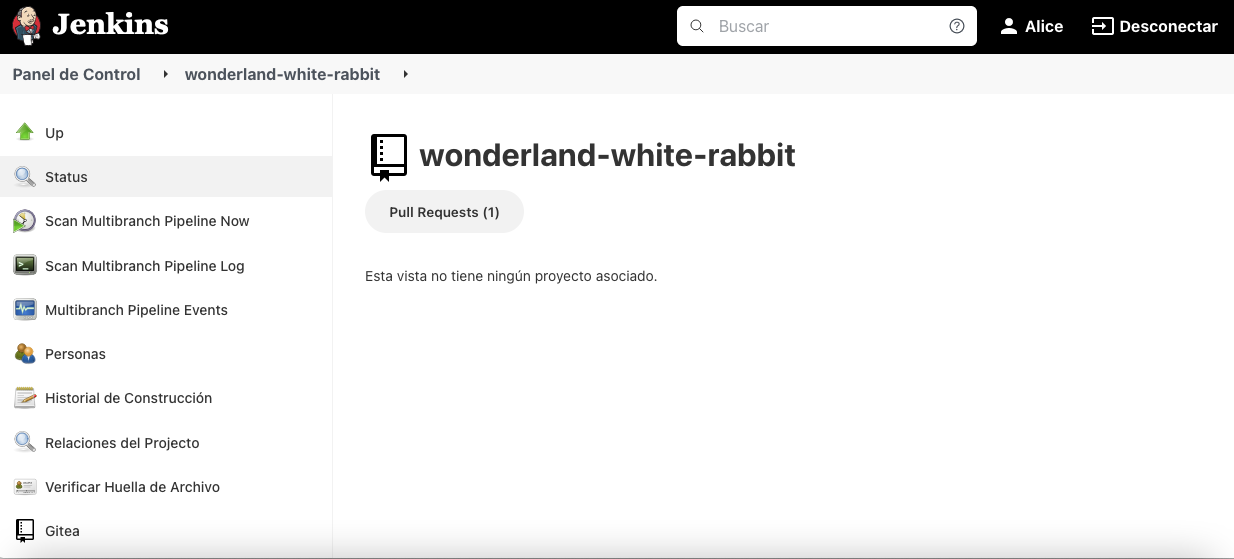 Jenkins
Buscar
Alice
Desconectar
Panel de Control
wonderland-white-rabbit
Up
Status
Scan Multibranch Pipeline Now
Scan Multibranch Pipeline Log
Multibranch Pipeline Events
Personas
Historial de Construcción
Relaciones del Projecto
Verificar Huella de Archivo
Gitea
wonderland-white-rabbit
Pull Requests (1)
Esta vista no tiene ningún proyecto asociado.